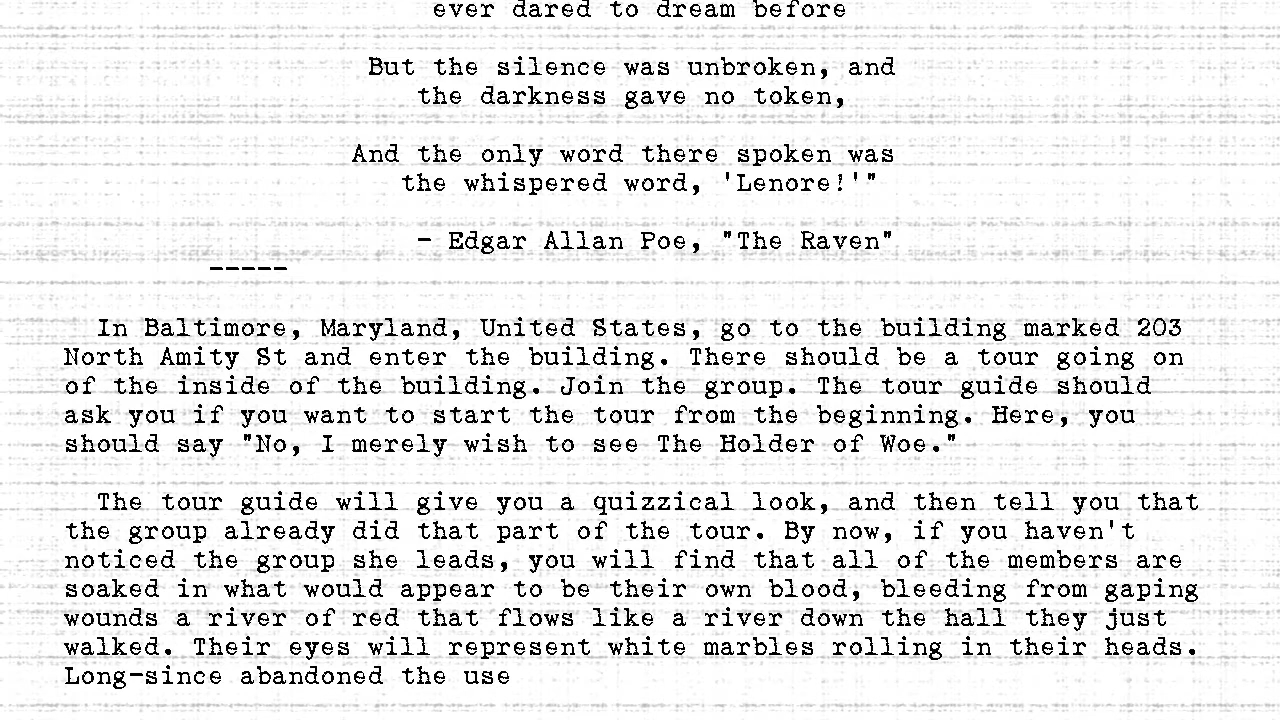 ever dared to dream before
But the silence was unbroken, and
the darkness gave no token,
And the only word there spoken was
the whispered word, 'Lenore!'"
- Edgar Allan Poe, "The Raven"
-----
In Baltimore, Maryland, United States, go to the building marked 203
North Amity St and enter the building. There should be a tour going on
of the inside of the building. Join the group. The tour guide should
ask you if you want to start the tour from the beginning. Here, you
should say "No, I merely wish to see The Holder of Woe."
The tour guide will give you a quizzical look, and then tell you that
the group already did that part of the tour. By now, if you haven't
noticed the group she leads, you will find that all of the members are
soaked in what would appear to be their own blood, bleeding from gaping
wounds a river of red that flows like a river down the hall they just
walked. Their eyes will represent white marbles rolling in their heads.
Long-since abandoned the use